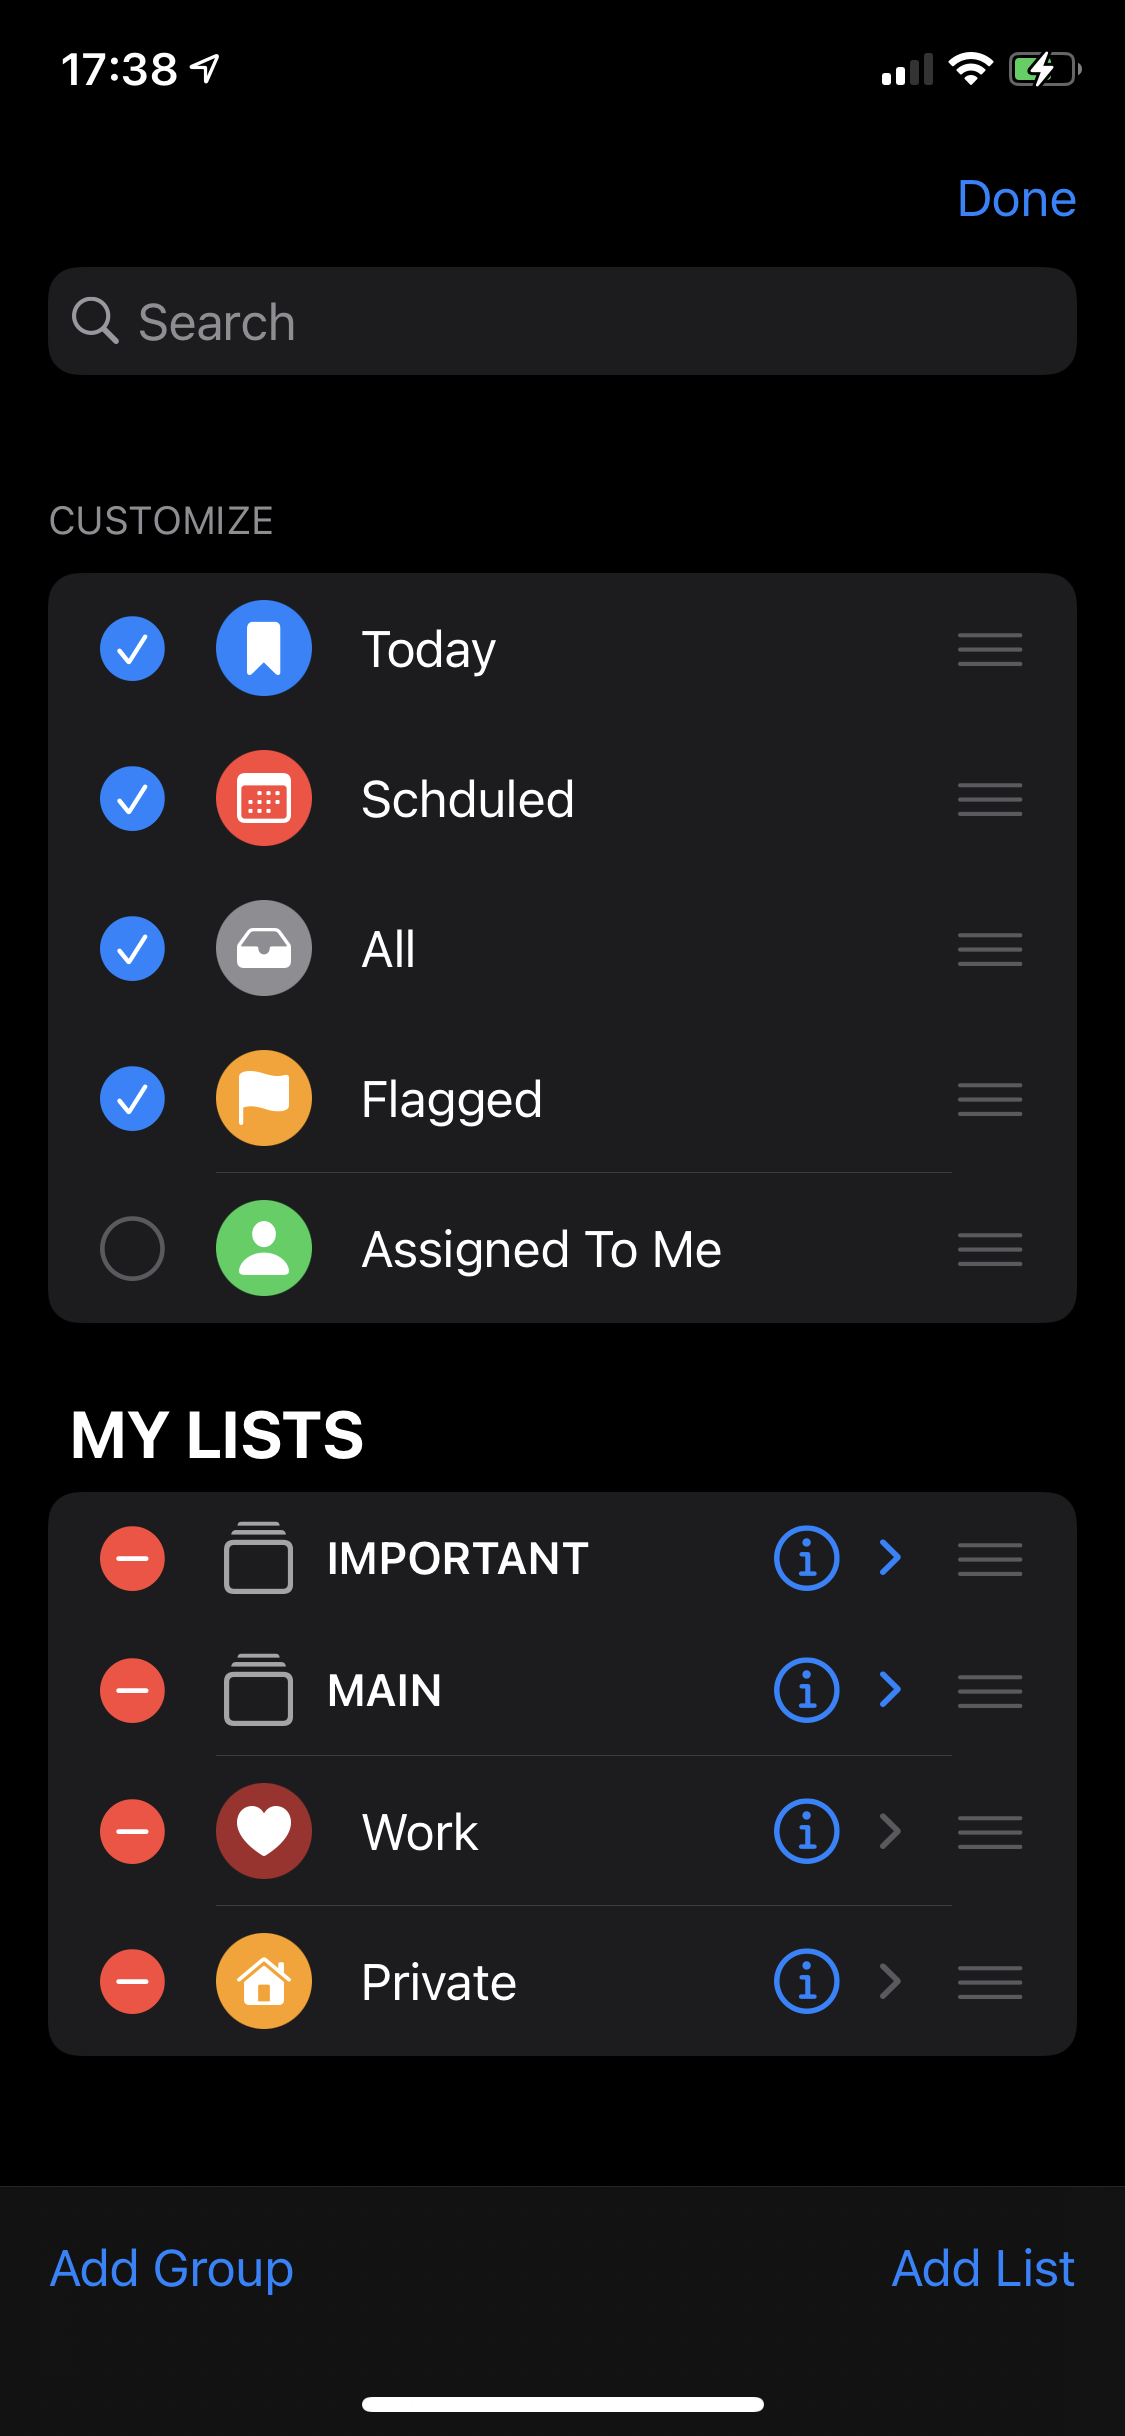 17:38
Done
Search
CUSTOMIZE
Today
Schduled
All
Flagged
Assigned To Me
MY LISTS
IMPORTANT
MAIN
Work
Private
Add Group
Add List